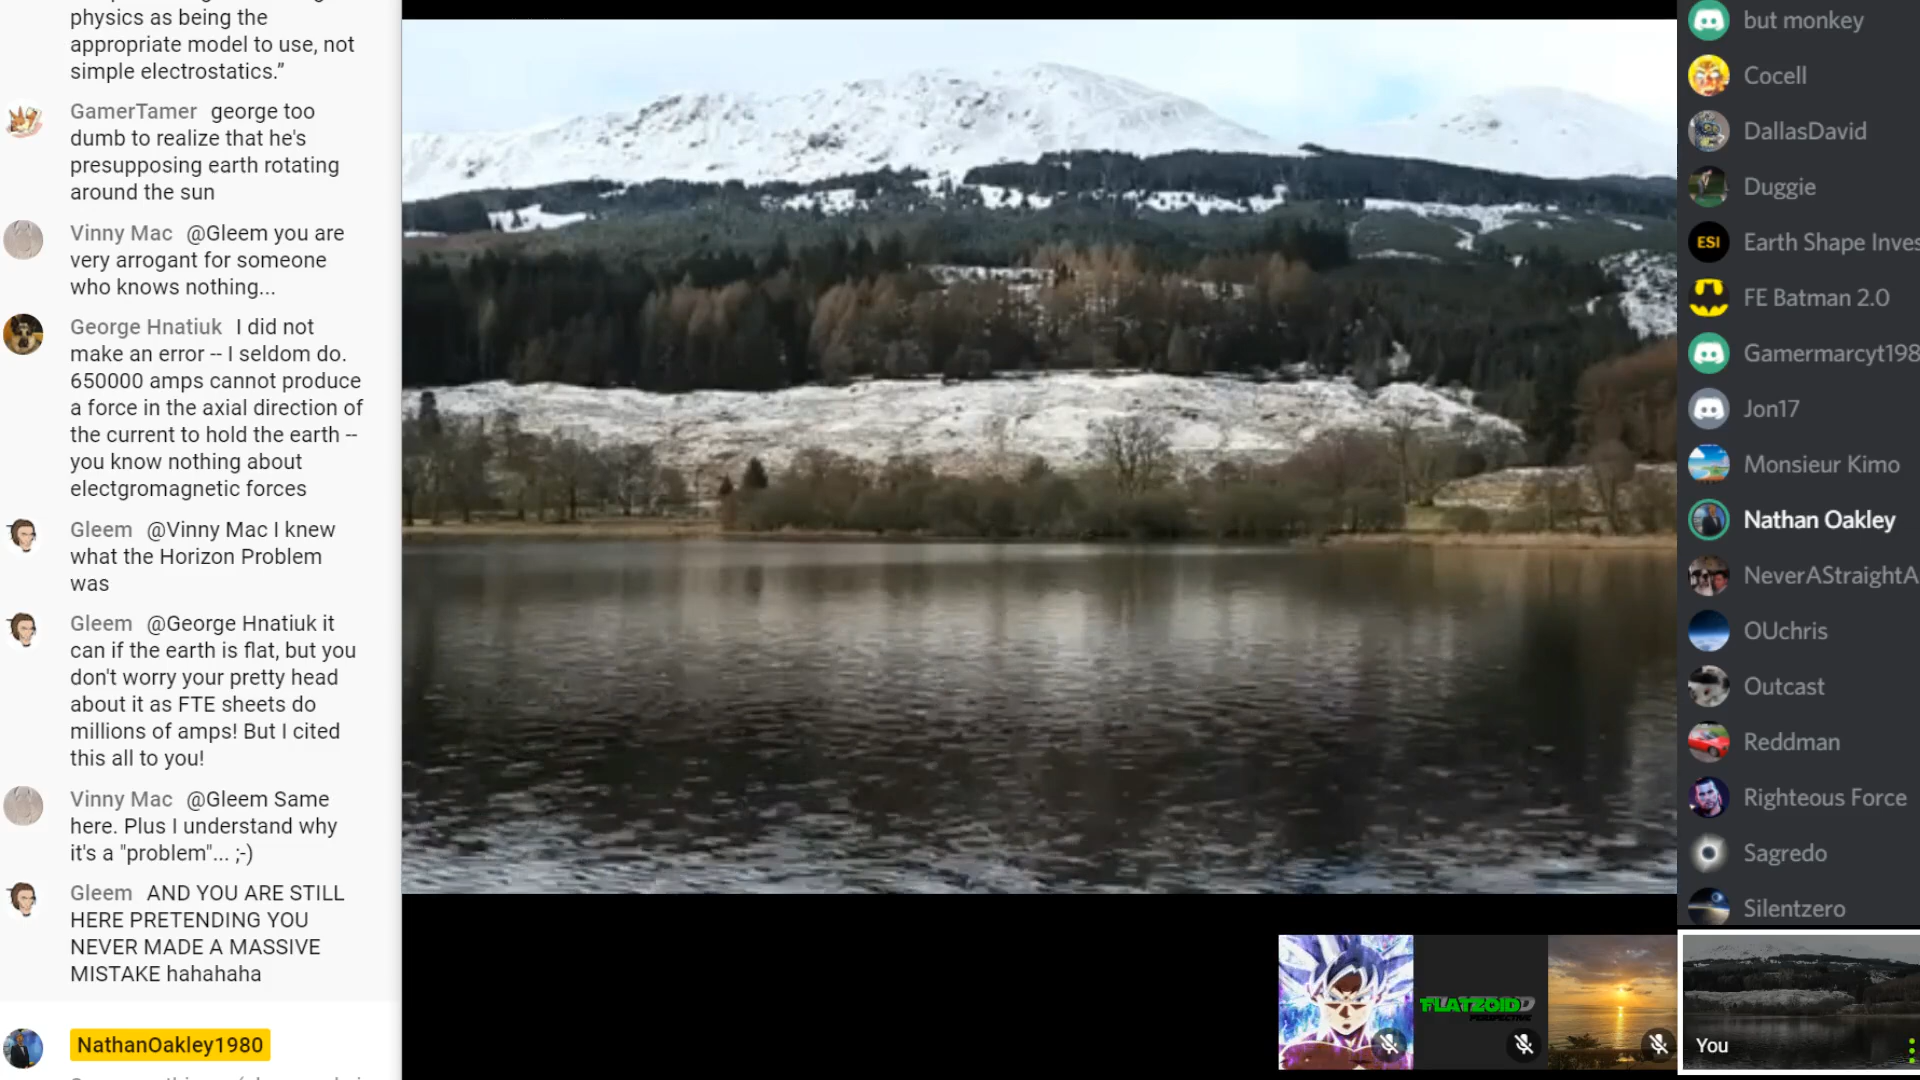 physics as being the
appropriate model to use, not
simple electrostatics.”
GamerTamer george too
dumb to realize that he's
presupposing earth rotating
around the sun
Vinny Mac @Gleem you are
very arrogant for someone
who knows nothing...
George Hnatiuk I did not
make an error -- I seldom do.
650000 amps cannot produce
a force in the axial direction of
the current to hold the earth --
you know nothing about
electgromagnetic forces
Gleem @Vinny Mac I knew
what the Horizon Problem
was
Gleem @George Hnatiuk it
can if the earth is flat, but you
don't worry your pretty head
about it as FTE sheets do
millions of amps! But I cited
this all to you!
Vinny Mac @Gleem Same
here. Plus I understand why
it's a "problem"... ;-)
Gleem AND YOU ARE STILL
HERE PRETENDING YOU
NEVER MADE A MASSIVE
MISTAKE hahahaha
NathanOakley1980
but monkey
Cocell
DallasDavid
Duggie
ESI Earth Shape Inves
FE Batman 2.0
Gamermarcyt198
Jon17
Monsieur Kimo
Nathan Oakley
NeverAStraightA
OUchris
Outcast
Reddman
Righteous Force
Sagredo
Silentzero
FLATZOIDD
PERSPECTIVE
You